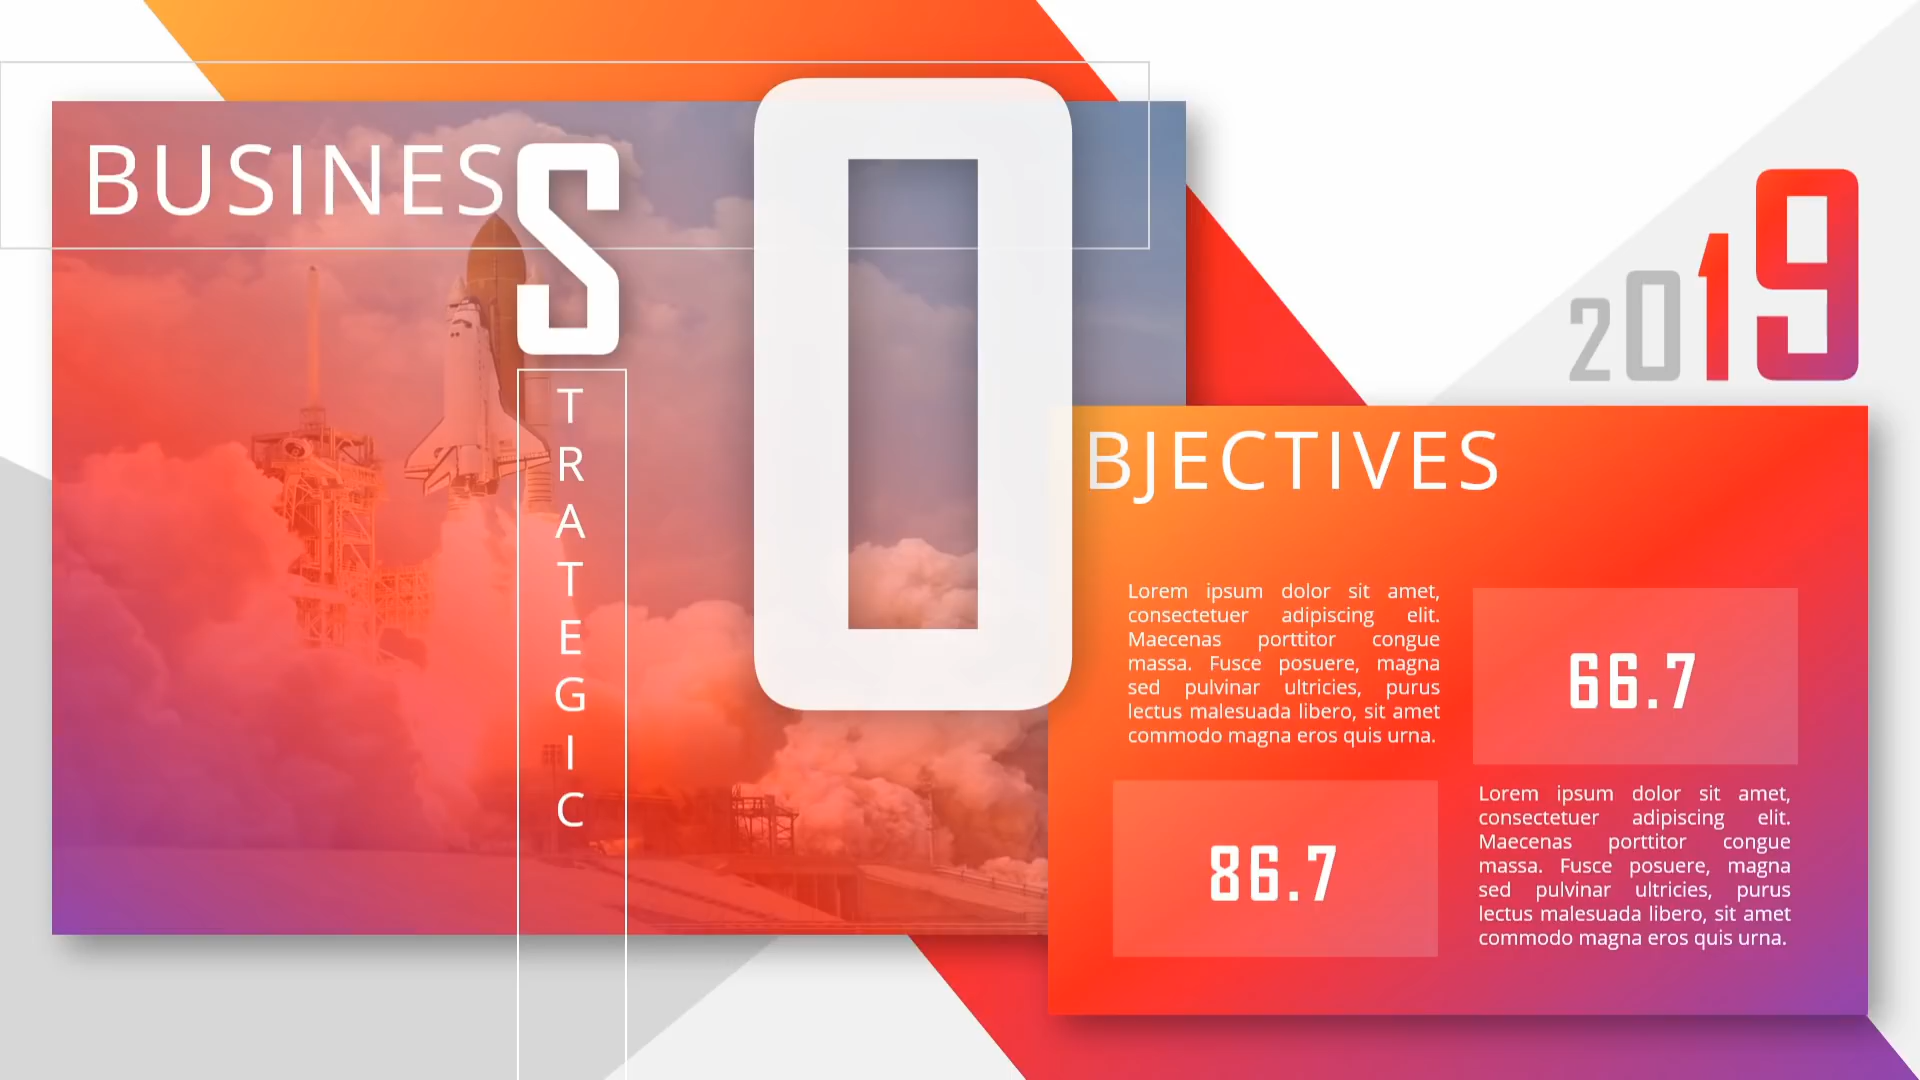 BUSINESS
STRATEGIC
OBJECTIVES
2019
Lorem ipsum dolor sit amet,
consectetuer adipiscing elit.
Maecenas porttitor congue
massa. Fusce posuere, magna
sed pulvinar ultricies, purus
lectus malesuada libero, sit amet
commodo magna eros quis urna.
66.7
86.7
Lorem ipsum dolor sit amet,
consectetuer adipiscing elit.
Maecenas porttitor congue
massa. Fusce posuere, magna
sed pulvinar ultricies, purus
lectus malesuada libero, sit amet
commodo magna eros quis urna.